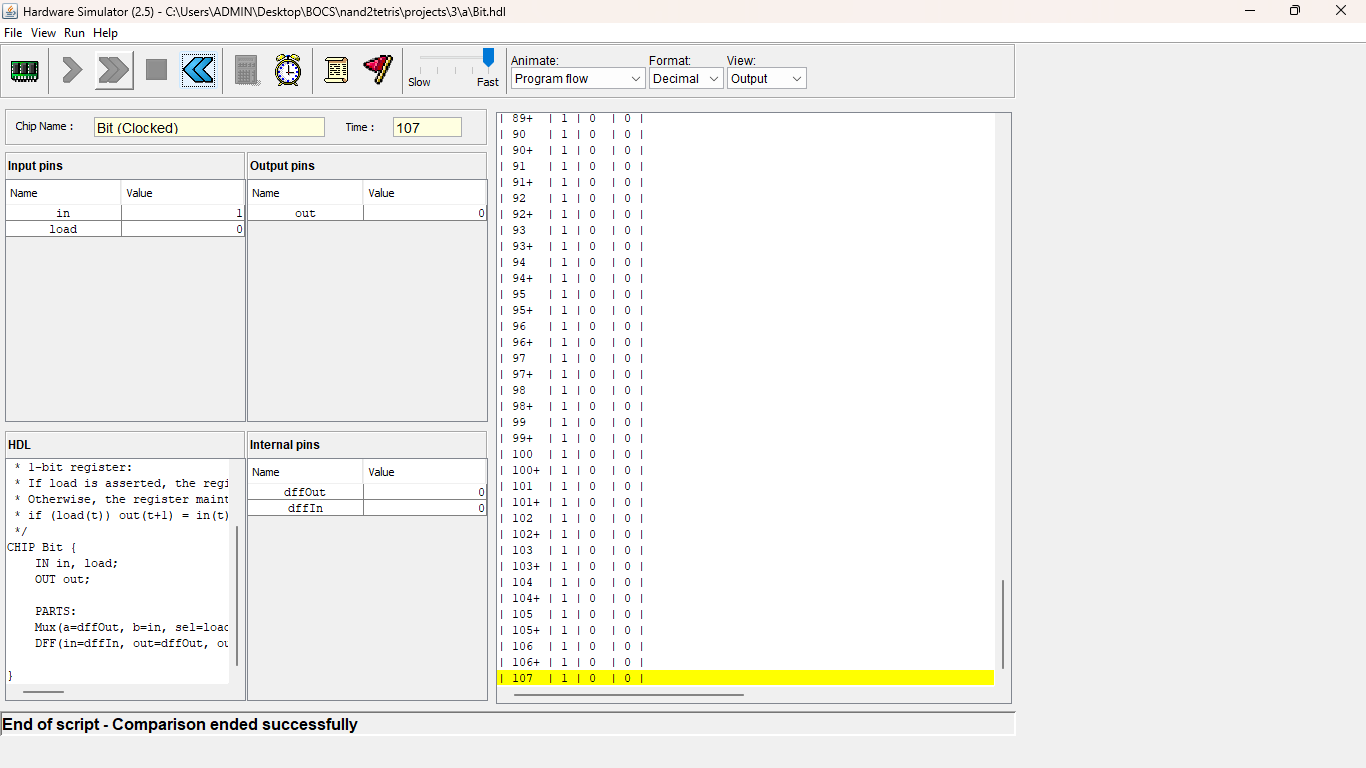 Hardware Simulator (2.5) - C:\Users\ADMIN\Desktop\BOCS\nand2tetris\projects\3\a\Bit.hdl
File View Run Help
Slow Fast
Animate: Format: View:
Program flow Decimal Output
Chip Name : Bit (Clocked) Time : 107
Input pins
Name Value
in 1
load 0
Output pins
Name Value
out 0
HDL
* 1-bit register:
* If load is asserted, the regi
* Otherwise, the register maint
* if (load(t)) out(t+1) = in(t)
*/
CHIP Bit {
IN in, load;
OUT out;
PARTS:
Mux(a=dffOut, b=in, sel=load
DFF(in=dffIn, out=dffOut, ou
}
Internal pins
Name Value
dffOut 0
dffIn 0
| 89+ | 1 | 0 | 0 |
| 90 | 1 | 0 | 0 |
| 90+ | 1 | 0 | 0 |
| 91 | 1 | 0 | 0 |
| 91+ | 1 | 0 | 0 |
| 92 | 1 | 0 | 0 |
| 92+ | 1 | 0 | 0 |
| 93 | 1 | 0 | 0 |
| 93+ | 1 | 0 | 0 |
| 94 | 1 | 0 | 0 |
| 94+ | 1 | 0 | 0 |
| 95 | 1 | 0 | 0 |
| 95+ | 1 | 0 | 0 |
| 96 | 1 | 0 | 0 |
| 96+ | 1 | 0 | 0 |
| 97 | 1 | 0 | 0 |
| 97+ | 1 | 0 | 0 |
| 98 | 1 | 0 | 0 |
| 98+ | 1 | 0 | 0 |
| 99 | 1 | 0 | 0 |
| 99+ | 1 | 0 | 0 |
| 100 | 1 | 0 | 0 |
| 100+ | 1 | 0 | 0 |
| 101 | 1 | 0 | 0 |
| 101+ | 1 | 0 | 0 |
| 102 | 1 | 0 | 0 |
| 102+ | 1 | 0 | 0 |
| 103 | 1 | 0 | 0 |
| 103+ | 1 | 0 | 0 |
| 104 | 1 | 0 | 0 |
| 104+ | 1 | 0 | 0 |
| 105 | 1 | 0 | 0 |
| 105+ | 1 | 0 | 0 |
| 106 | 1 | 0 | 0 |
| 106+ | 1 | 0 | 0 |
| 107 | 1 | 0 | 0 |
End of script - Comparison ended successfully